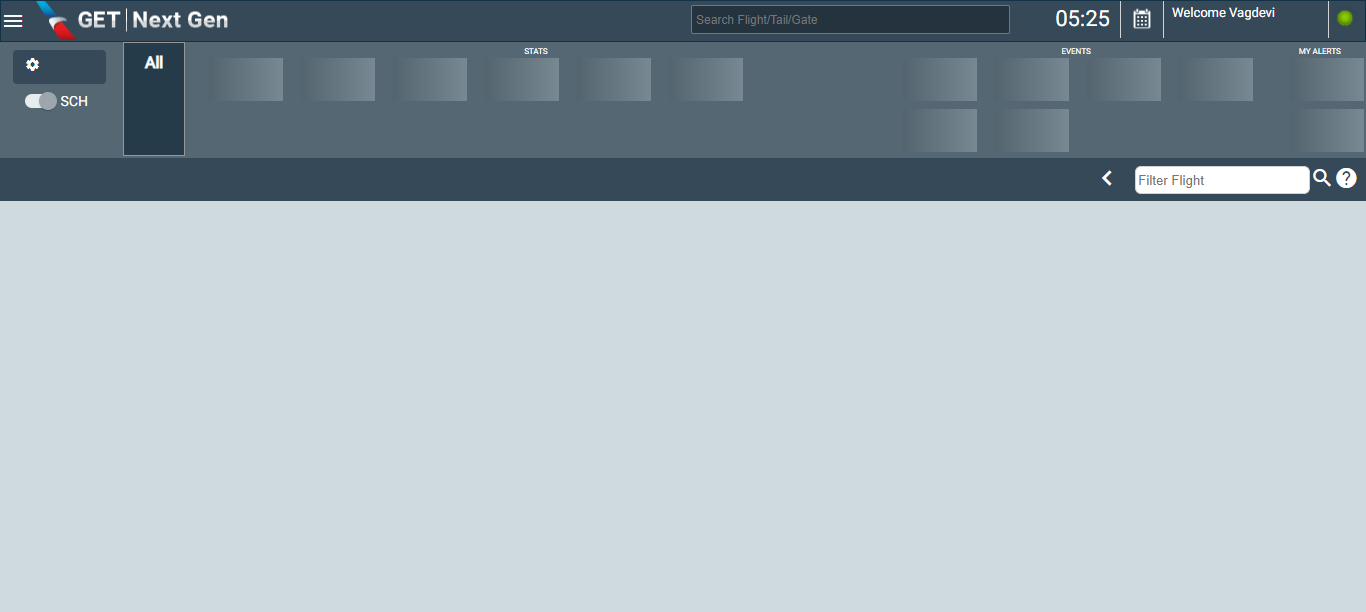 GET | Next Gen
Search Flight/Tail/Gate
05:25
Welcome Vagdevi
SCH
All
STATS
EVENTS
MY ALERTS
Filter Flight
?